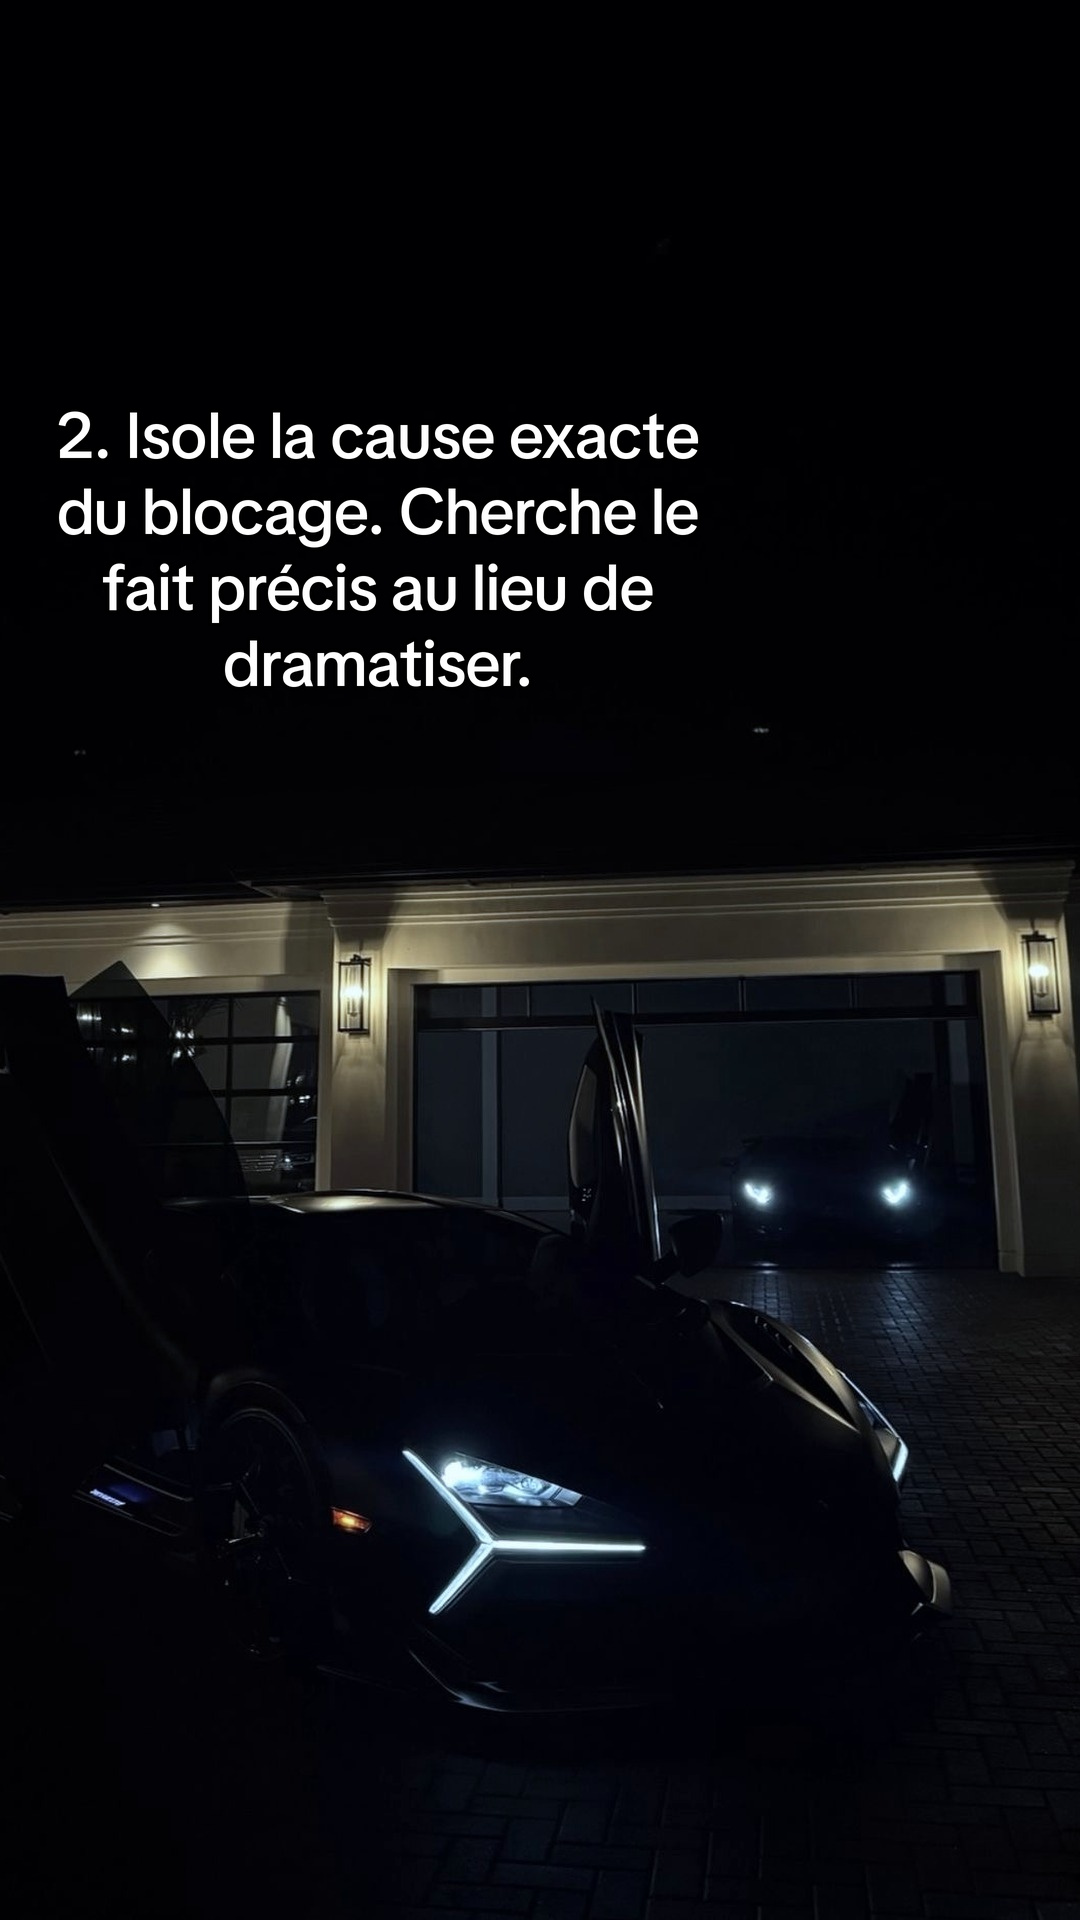 2. Isole la cause exacte
du blocage. Cherche le
fait précis au lieu de
dramatiser.